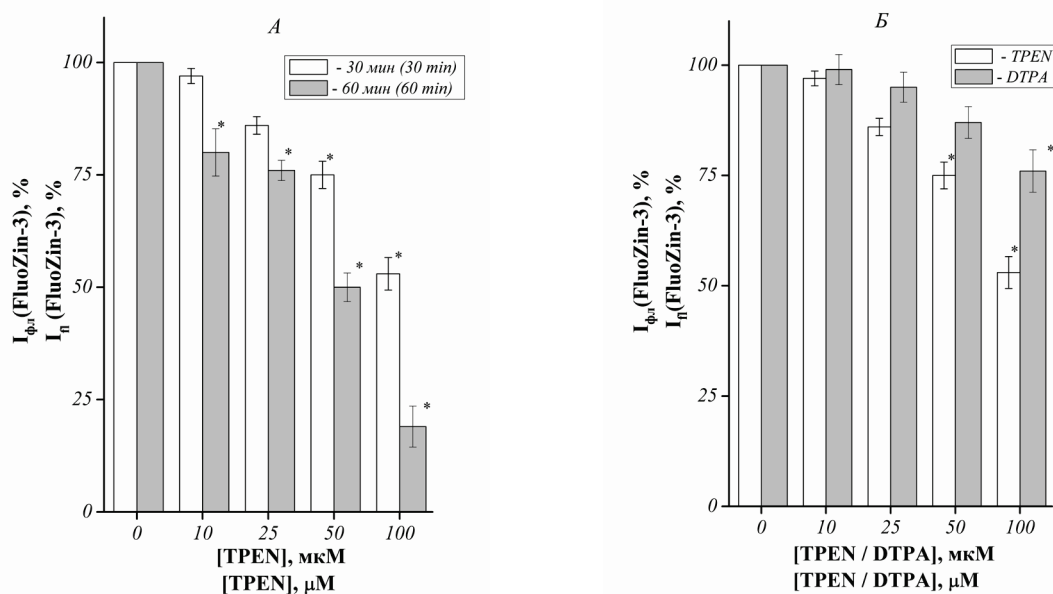 А
- 30 мин (30 min)
- 60 мин (60 min)
100
75
50
25
0
* * * * * *
Iфл(FluoZin-3), %
Ifl (FluoZin-3), %
0 10 25 50 100
[TPEN], мкМ
[TPEN], μM
Б
- TPEN
- DTPA
100
75
50
25
0
* * *
Iфл(FluoZin-3), %
Ifl(FluoZin-3), %
0 10 25 50 100
[TPEN / DTPA], мкМ
[TPEN / DTPA], μM